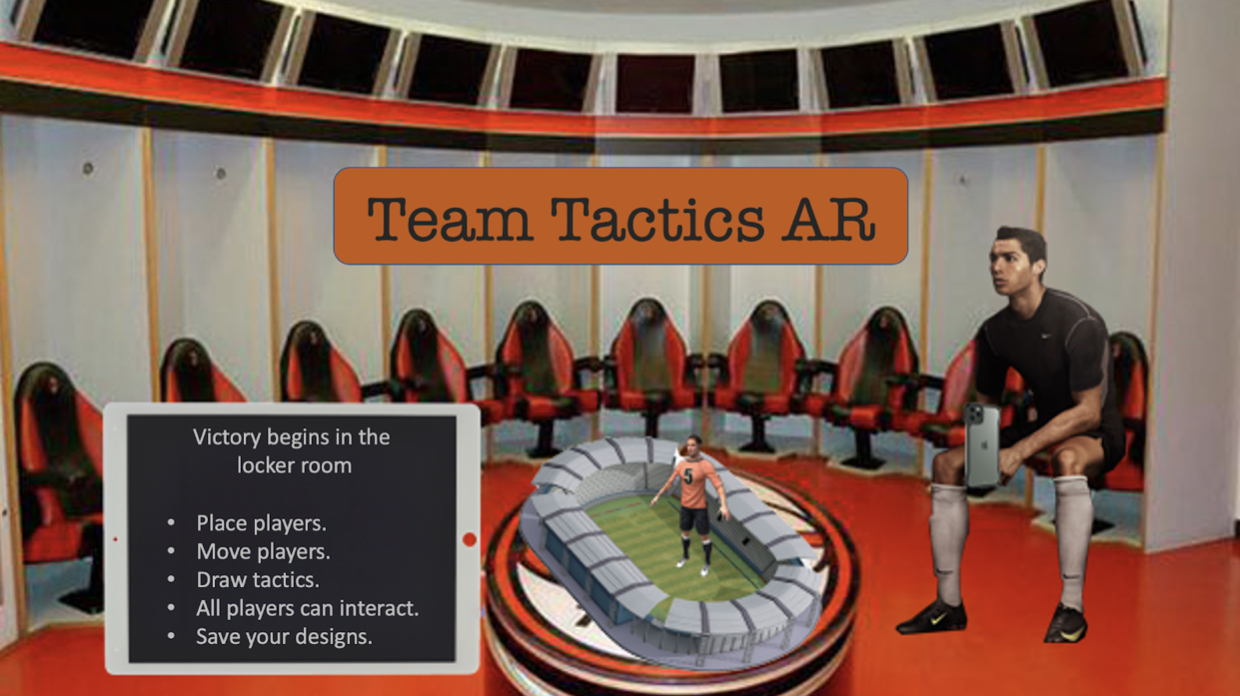 Team Tactics AR
Victory begins in the
locker room
• Place players.
• Move players.
• Draw tactics.
• All players can interact.
• Save your designs.
5